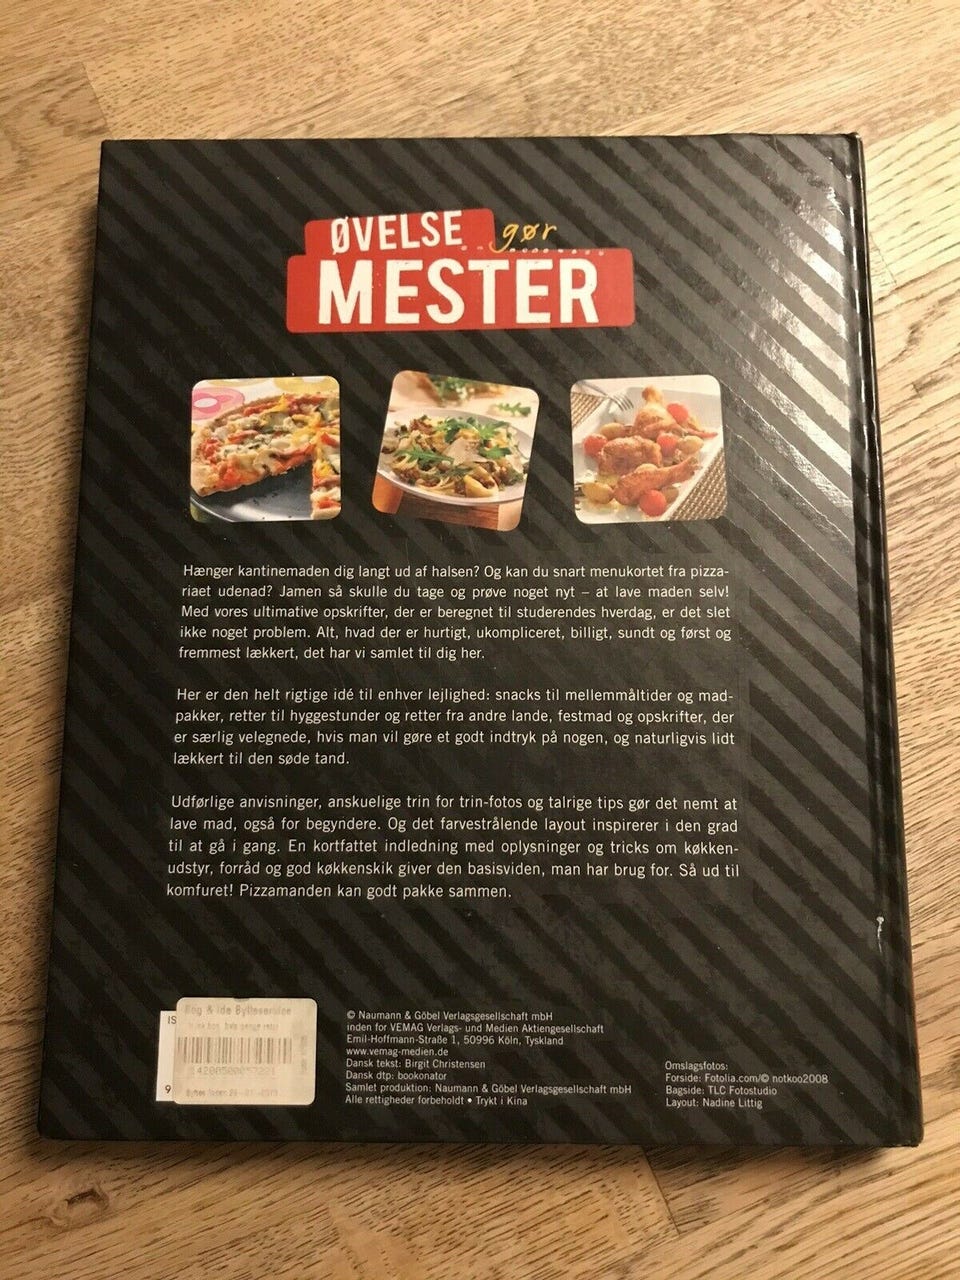 ØVELSE gør
MESTER
Hænger kantinemaden dig langt ud af halsen? Og kan du snart menukortet fra pizza-
riaet udenad? Jamen så skulle du tage og prøve noget nyt – at lave maden selv!
Med vores ultimative opskrifter, der er beregnet til studerendes hverdag, er det slet
ikke noget problem. Alt, hvad der er hurtigt, ukompliceret, billigt, sundt og først og
fremmest lækkert, det har vi samlet til dig her.
Her er den helt rigtige idé til enhver lejlighed: snacks til mellemmåltider og mad-
pakker, retter til hyggestunder og retter fra andre lande, festmad og opskrifter, der
er særlig velegnede, hvis man vil gøre et godt indtryk på nogen, og naturligvis lidt
lækkert til den søde tand.
Udførlige anvisninger, anskuelige trin for trin-fotos og talrige tips gør det nemt at
lave mad, også for begyndere. Og det farvestrålende layout inspirerer i den grad
til at gå i gang. En kortfattet indledning med oplysninger og tricks om køkken-
udstyr, forråd og god køkkenskik giver den basisviden, man har brug for. Så ud til
komfuret! Pizzamanden kan godt pakke sammen.
IS
Bog & ide Bytteservice
9
© Naumann & Göbel Verlagsgesellschaft mbH
inden for VEMAG Verlags- und Medien Aktiengesellschaft
Emil-Hoffmann-Straße 1, 50996 Köln, Tyskland
www.vemag-medien.de
Dansk tekst: Birgit Christensen
Dansk dtp: bookonator
Samlet produktion: Naumann & Göbel Verlagsgesellschaft mbH
Alle rettigheder forbeholdt • Trykt i Kina
Omslagsfotos:
Forside: Fotolia.com/© notkoo2008
Bagside: TLC Fotostudio
Layout: Nadine Littig